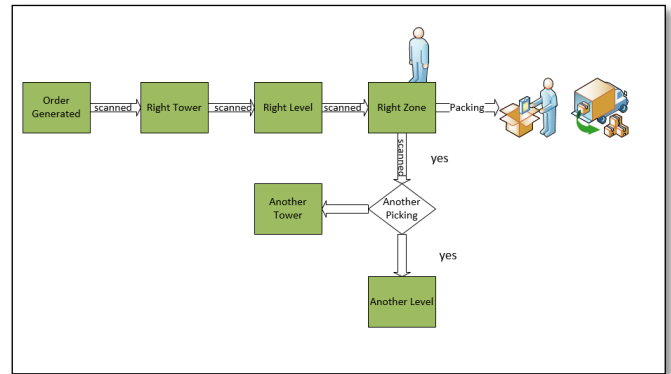 Order
Generated
scanned
Right Tower
scanned
Right Level
scanned
Right Zone
Packing
scanned
yes
Another
Tower
Another
Picking
yes
Another Level